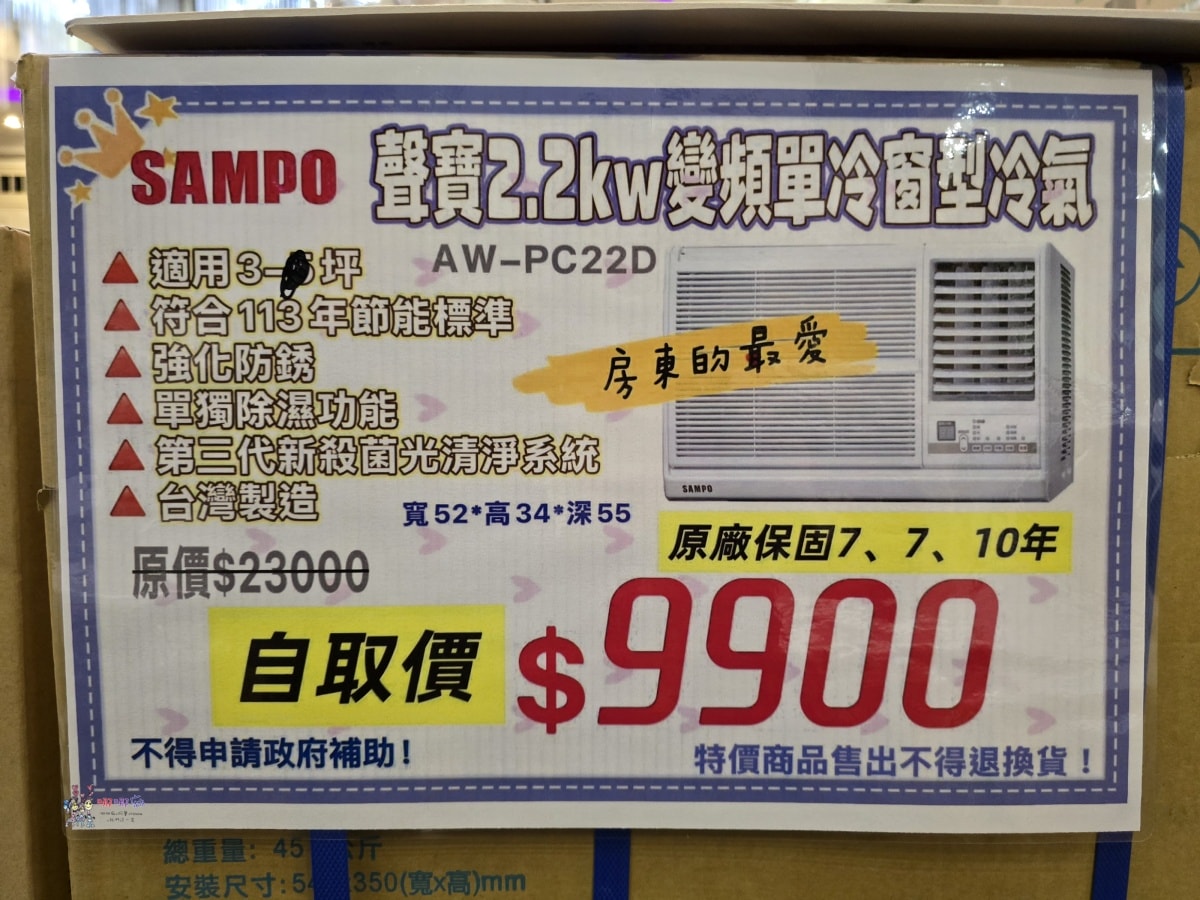 SAMPO 聲寶2.2kw變頻單冷窗型冷氣
AW-PC22D
適用3-坪
符合113年節能標準
強化防銹
單獨除濕功能
第三代新殺菌光清淨系統
台灣製造
寬52*高34*深55
房東的最愛
SAMPO
原廠保固7、7、10年
原價$23000
自取價 $9900
不得申請政府補助！
特價商品售出不得退換貨！
總重量: 45 公斤
安裝尺寸:54 350(寬x高)mm